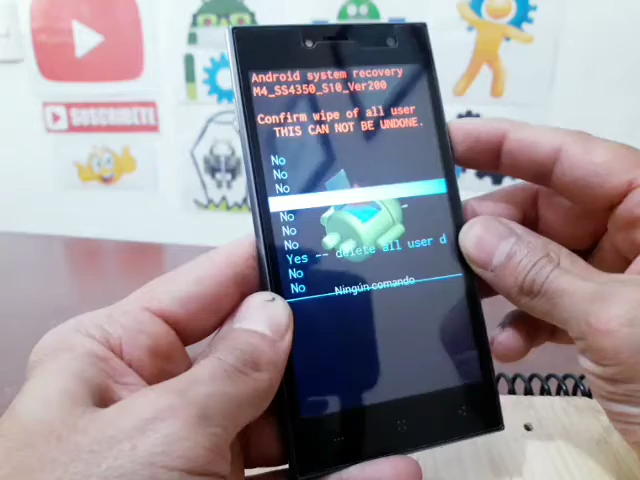 SUSCRIBETE
Android system recovery
M4_SS4350_S10_Ver200
Confirm wipe of all user
THIS CAN NOT BE UNDONE.
No
No
No
No
No
No
Yes -- delete all user d
No
No
Ningún comando